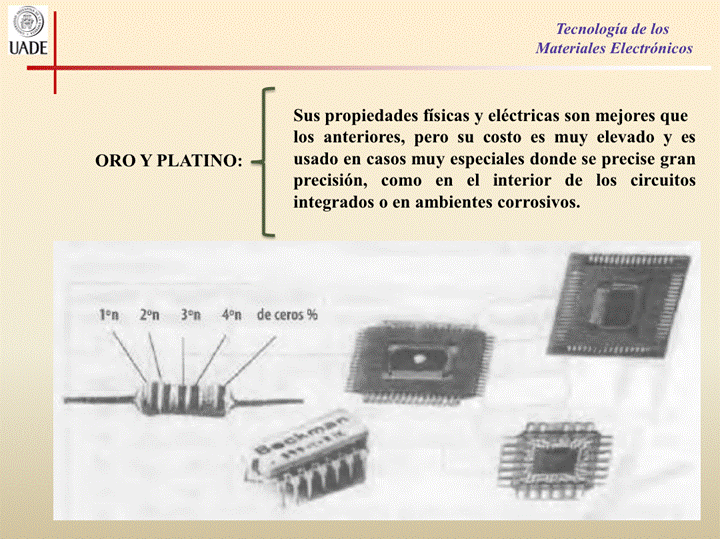 UADE
Tecnología de los
Materiales Electrónicos
ORO Y PLATINO:
Sus propiedades físicas y eléctricas son mejores que
los anteriores, pero su costo es muy elevado y es
usado en casos muy especiales donde se precise gran
precisión, como en el interior de los circuitos
integrados o en ambientes corrosivos.
1ºn 2ºn 3ºn 4ºn de ceros %
Beckman